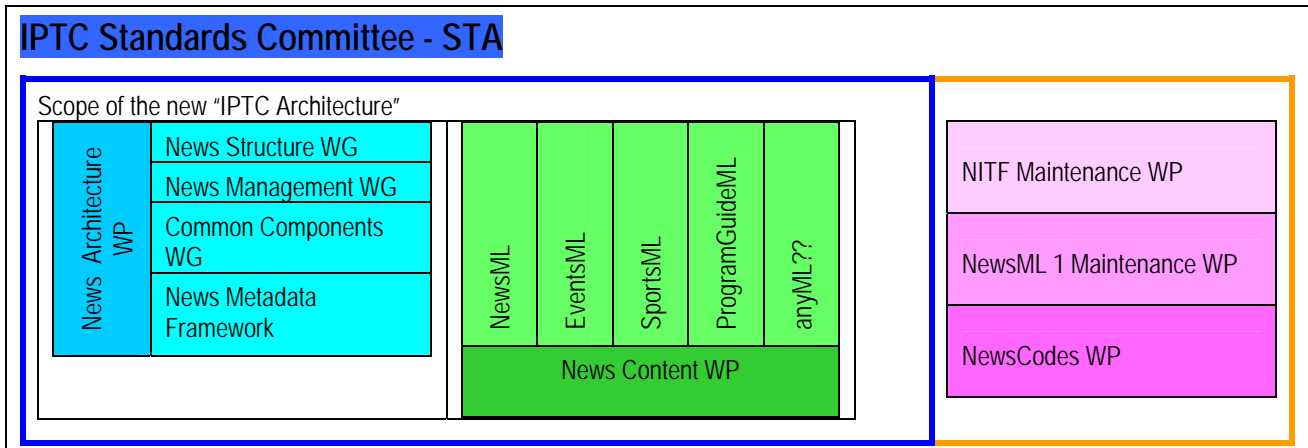 IPTC Standards Committee - STA
Scope of the new “IPTC Architecture”
News Architecture
WP
News Structure WG
News Management WG
Common Components
WG
News Metadata
Framework
NewsML
EventsML
SportsML
ProgramGuideML
anyML??
News Content WP
NITF Maintenance WP
NewsML 1 Maintenance WP
NewsCodes WP